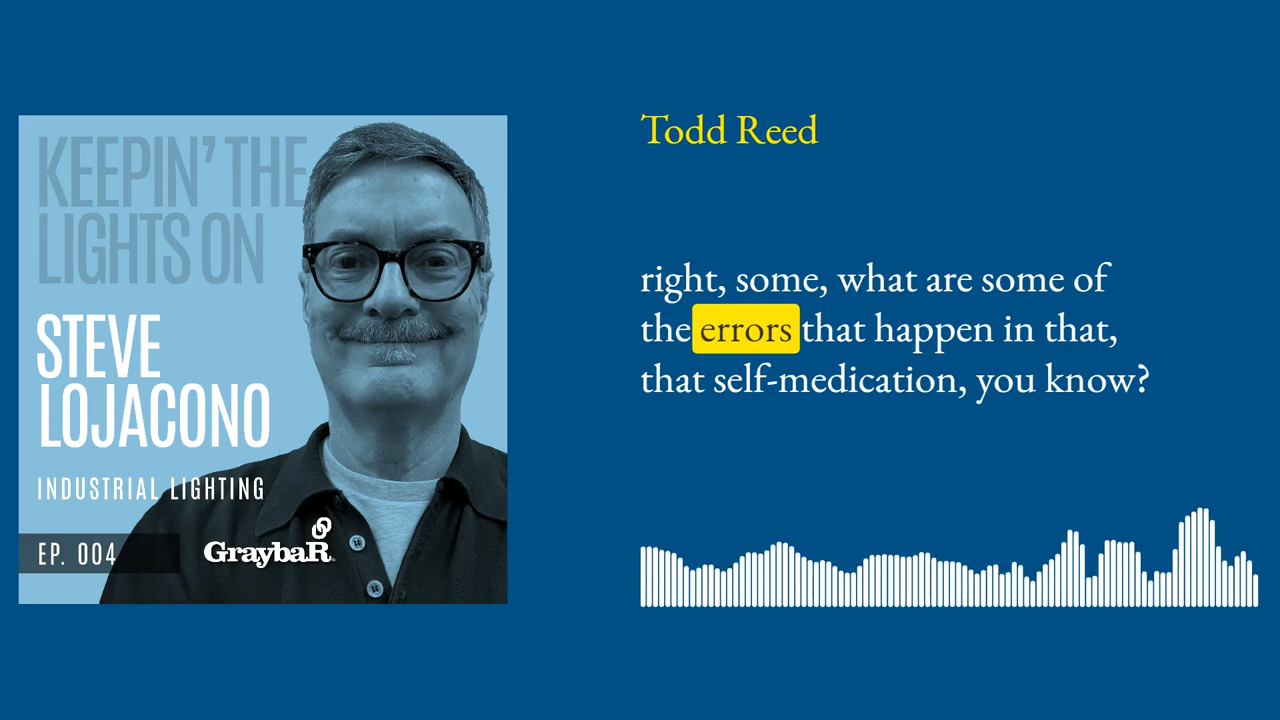 KEEPIN' THE
LIGHTS ON
STEVE
LOJACONO
INDUSTRIAL LIGHTING
EP. 004
GraybaR
Todd Reed
right, some, what are some of
the errors that happen in that,
that self-medication, you know?